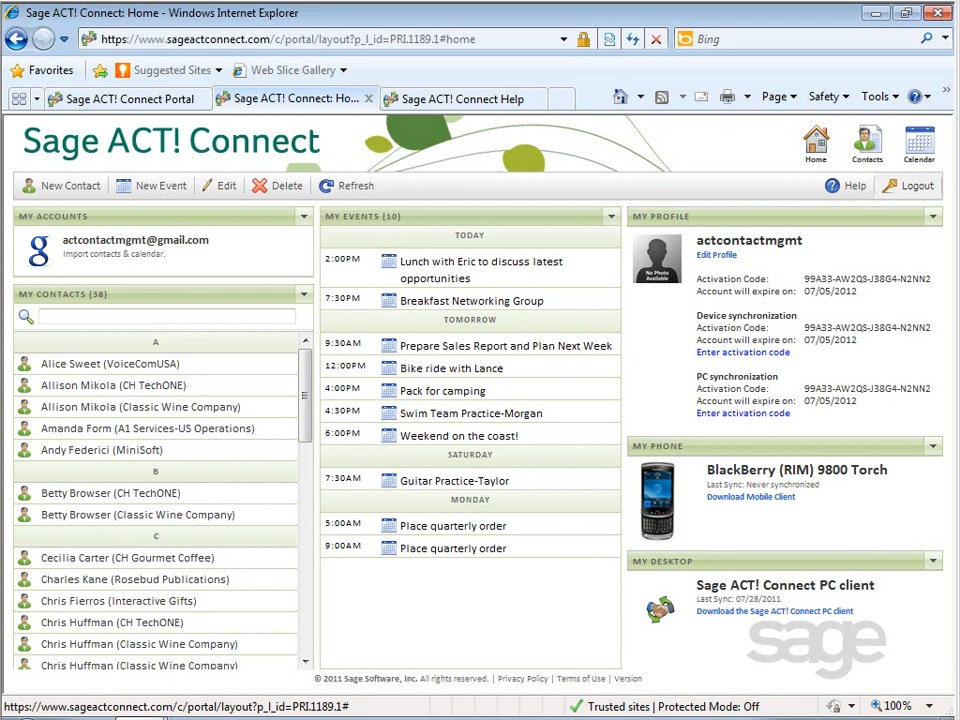 Sage ACT! Connect: Home - Windows Internet Explorer
https://www.sageactconnect.com/c/portal/layout?p_l_id=PRI.1189.1#home
Bing
Favorites
Suggested Sites
Web Slice Gallery
Sage ACT! Connect Portal
Sage ACT! Connect: Ho...
Sage ACT! Connect Help
Page
Safety
Tools
Sage ACT! Connect
Home
Contacts
Calendar
New Contact
New Event
Edit
Delete
Refresh
Help
Logout
MY ACCOUNTS
g
actcontactmgmt@gmail.com
Import contacts & calendar.
MY CONTACTS (38)
A
Alice Sweet (VoiceComUSA)
Allison Mikola (CH TechONE)
Allison Mikola (Classic Wine Company)
Amanda Form (A1 Services-US Operations)
Andy Federici (MiniSoft)
B
Betty Browser (CH TechONE)
Betty Browser (Classic Wine Company)
C
Cecilia Carter (CH Gourmet Coffee)
Charles Kane (Rosebud Publications)
Chris Fierros (Interactive Gifts)
Chris Huffman (CH TechONE)
Chris Huffman (Classic Wine Company)
Chris Huffman (Classic Wine Company)
MY EVENTS (10)
TODAY
2:00PM Lunch with Eric to discuss latest
opportunities
7:30PM Breakfast Networking Group
TOMORROW
9:30AM Prepare Sales Report and Plan Next Week
12:00PM Bike ride with Lance
4:00PM Pack for camping
4:30PM Swim Team Practice-Morgan
6:00PM Weekend on the coast!
SATURDAY
7:30AM Guitar Practice-Taylor
MONDAY
5:00AM Place quarterly order
9:00AM Place quarterly order
MY PROFILE
No Photo
Available
actcontactmgmt
Edit Profile
Activation Code: 99A33-AW2QS-J38G4-N2NN2
Account will expire on: 07/05/2012
Device synchronization
Activation Code: 99A33-AW2QS-J38G4-N2NN2
Account will expire on: 07/05/2012
Enter activation code
PC synchronization
Activation Code: 99A33-AW2QS-J38G4-N2NN2
Account will expire on: 07/05/2012
Enter activation code
MY PHONE
BlackBerry (RIM) 9800 Torch
Last Sync: Never synchronized
Download Mobile Client
MY DESKTOP
Sage ACT! Connect PC client
Last Sync: 07/28/2011
Download the Sage ACT! Connect PC client
sage
© 2011 Sage Software, Inc. All rights reserved. | Privacy Policy | Terms of Use | Version
https://www.sageactconnect.com/c/portal/layout?p_l_id=PRI.1189.1#
Trusted sites | Protected Mode: Off
100%